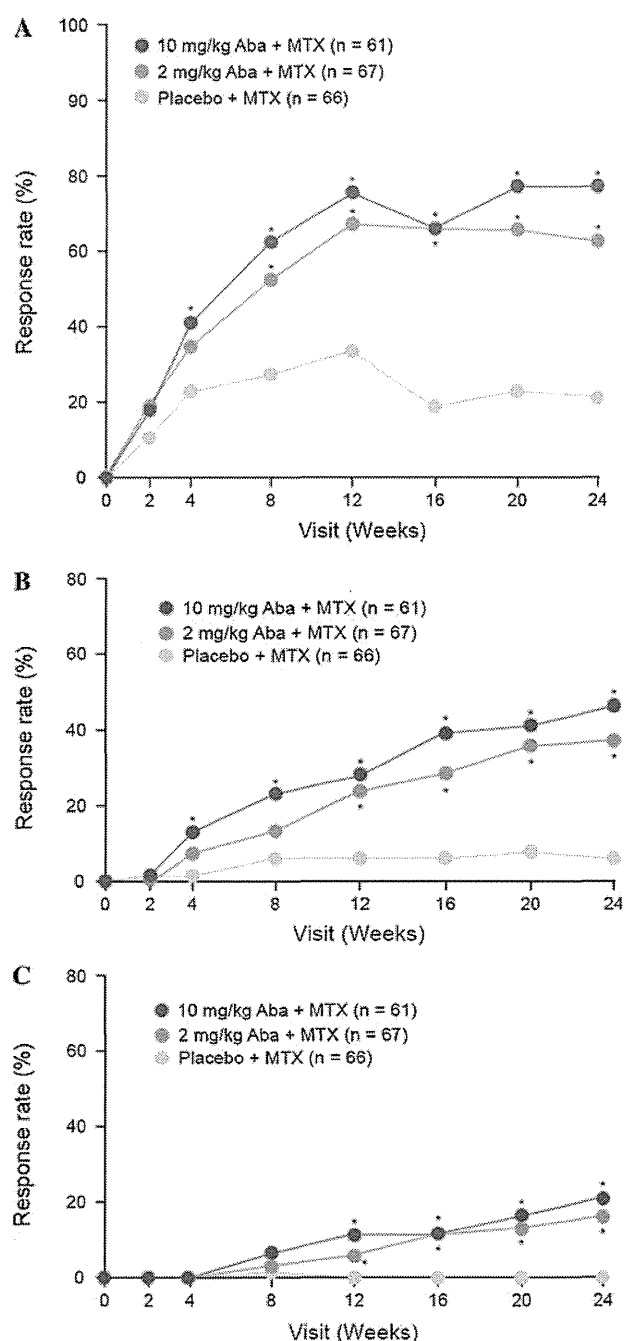 A
100
90
80
60
40
20
0
Response rate (%)
10 mg/kg Aba + MTX (n = 61)
2 mg/kg Aba + MTX (n = 67)
Placebo + MTX (n = 66)
* * * * * *
* * * * *
0 2 4 8 12 16 20 24
Visit (Weeks)
B
80
60
40
20
0
Response rate (%)
10 mg/kg Aba + MTX (n = 61)
2 mg/kg Aba + MTX (n = 67)
Placebo + MTX (n = 66)
* * * * * *
* * * *
0 2 4 8 12 16 20 24
Visit (Weeks)
C
80
60
40
20
0
Response rate (%)
10 mg/kg Aba + MTX (n = 61)
2 mg/kg Aba + MTX (n = 67)
Placebo + MTX (n = 66)
* * * *
* * * *
0 2 4 8 12 16 20 24
Visit (Weeks)